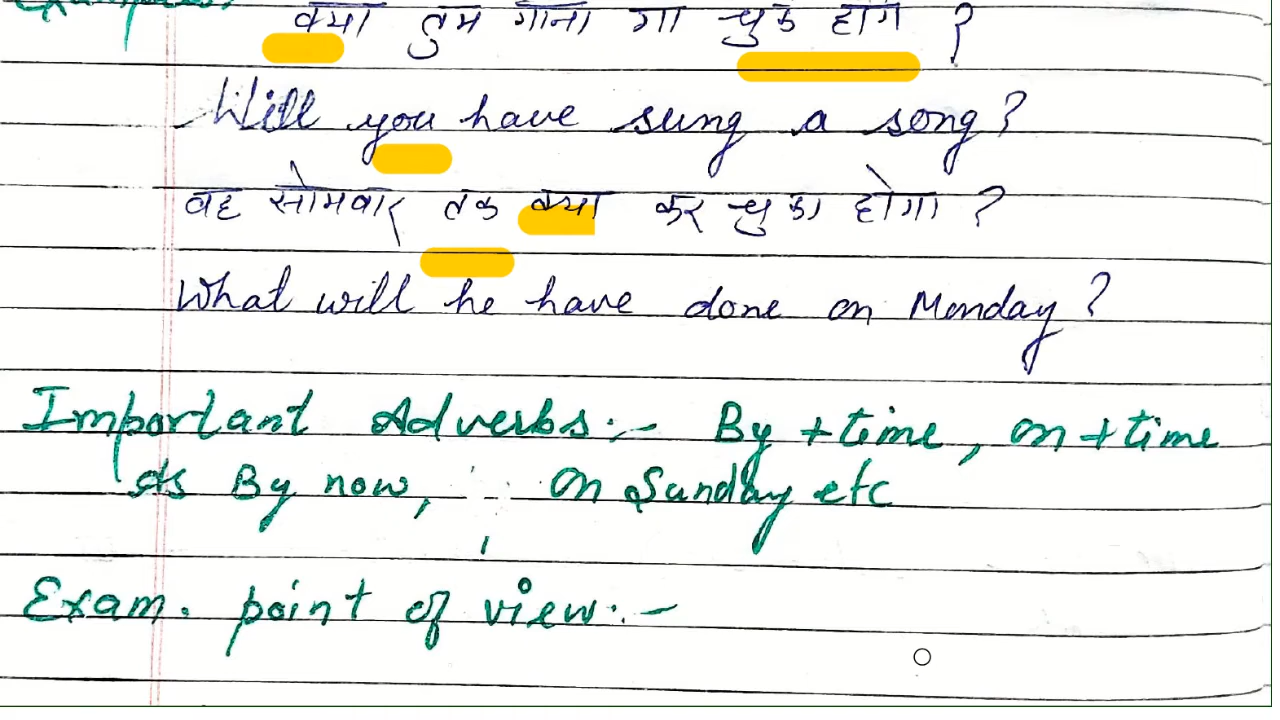 Examples:
क्या तुम गाना गा चुके होगे ?
Will you have sung a song?
वह सोमवार तक क्या कर चुका होगा ?
What will he have done on Monday?
Important Adverbs:- By + time, on + time
as By now, on Sunday etc
Exam. point of view:-